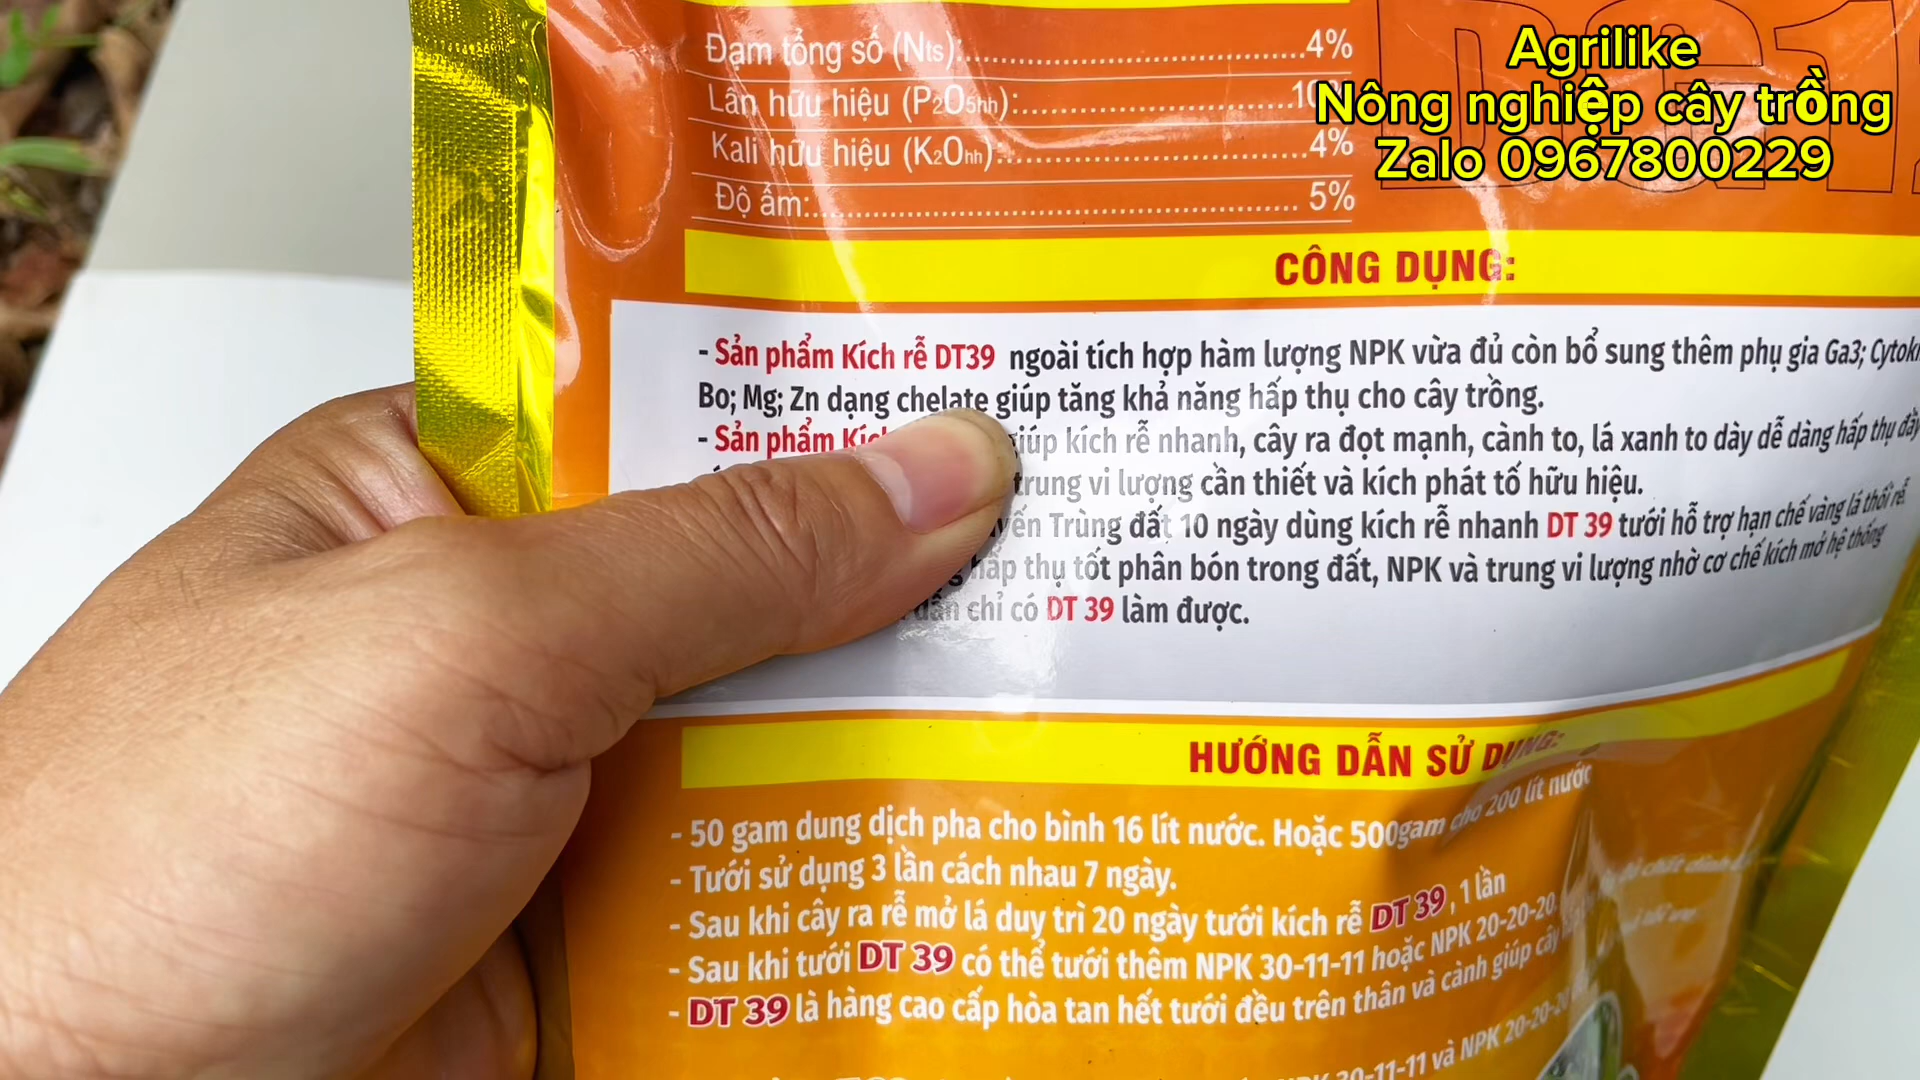 Agrilike
Nông nghiệp cây trồng
Zalo 0967800229
Đạm tổng số (Nts):....................4%
Lân hữu hiệu (P2O5hh):....................10
Kali hữu hiệu (K2Ohh):....................4%
Độ ẩm:.................... 5%
CÔNG DỤNG:
- Sản phẩm Kích rễ DT39 ngoài tích hợp hàm lượng NPK vừa đủ còn bổ sung thêm phụ gia Ga3;
Bo; Mg; Zn dạng chelate giúp tăng khả năng hấp thụ cho cây trồng.
- Sản phẩm giúp kích rễ nhanh, cây ra đọt mạnh, cành to, lá xanh to dày dễ dàng hấp thụ đầy
trung vi lượng cần thiết và kích phát tố hữu hiệu.
Trùng đất 10 ngày dùng kích rễ nhanh DT 39 tưới hỗ trợ hạn chế vàng lá thối rễ.
hấp thụ tốt phân bón trong đất, NPK và trung vi lượng nhờ cơ chế kích mở hệ thống
dẫn chỉ có DT 39 làm được.
HƯỚNG DẪN SỬ DỤNG:
- 50 gam dung dịch pha cho bình 16 lít nước. Hoặc 500gam cho 200 lít nước
- Tưới sử dụng 3 lần cách nhau 7 ngày.
- Sau khi cây ra rễ mở lá duy trì 20 ngày tưới kích rễ DT 39, 1 lần
- Sau khi tưới DT 39 có thể tưới thêm NPK 30-11-11 hoặc NPK 20-20-20
- DT 39 là hàng cao cấp hòa tan hết tưới đều trên thân và cành giúp cây
30-11-11 và NPK 20-20-20